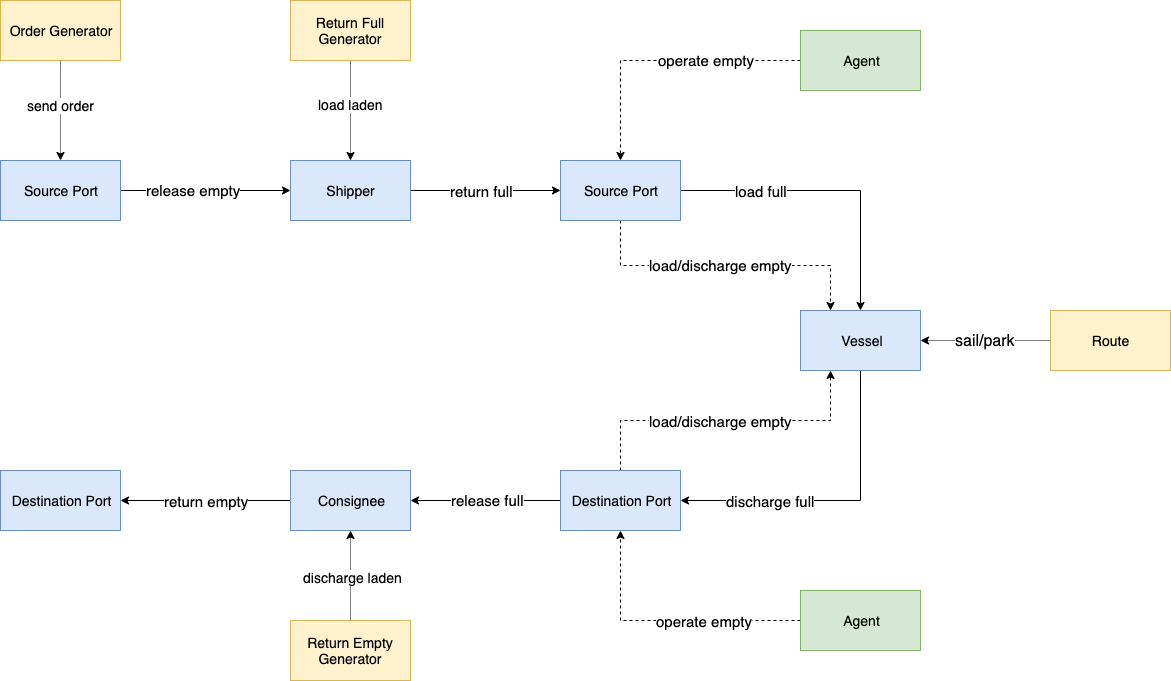 Order Generator
Return Full
Generator
operate empty
Agent
send order
load laden
Source Port
release empty
Shipper
return full
Source Port
load full
load/discharge empty
Vessel
sail/park
Route
load/discharge empty
Destination Port
return empty
Consignee
release full
Destination Port
discharge full
discharge laden
operate empty
Agent
Return Empty
Generator